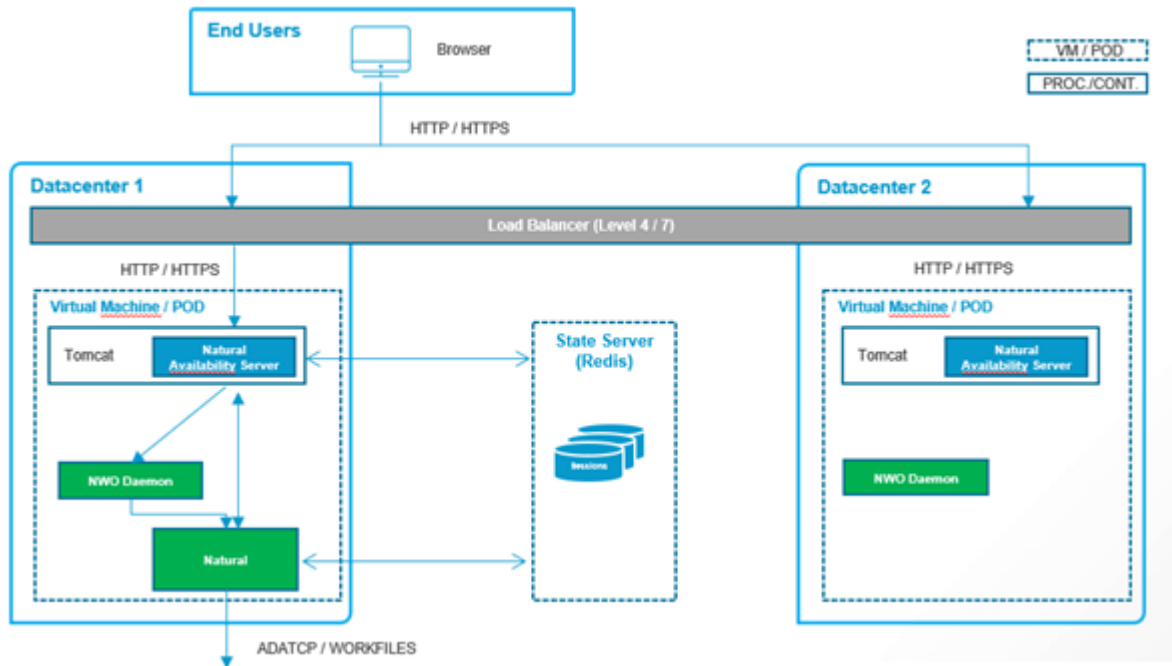 End Users
Browser
VM / POD
PROC./CONT.
HTTP / HTTPS
Datacenter 1
Datacenter 2
Load Balancer (Level 4 / 7)
HTTP / HTTPS
HTTP / HTTPS
Virtual Machine / POD
Virtual Machine / POD
Tomcat
Natural
Availability Server
State Server
(Redis)
Tomcat
Natural
Availability Server
Sessions
NWO Daemon
NWO Daemon
Natural
ADATCP / WORKFILES